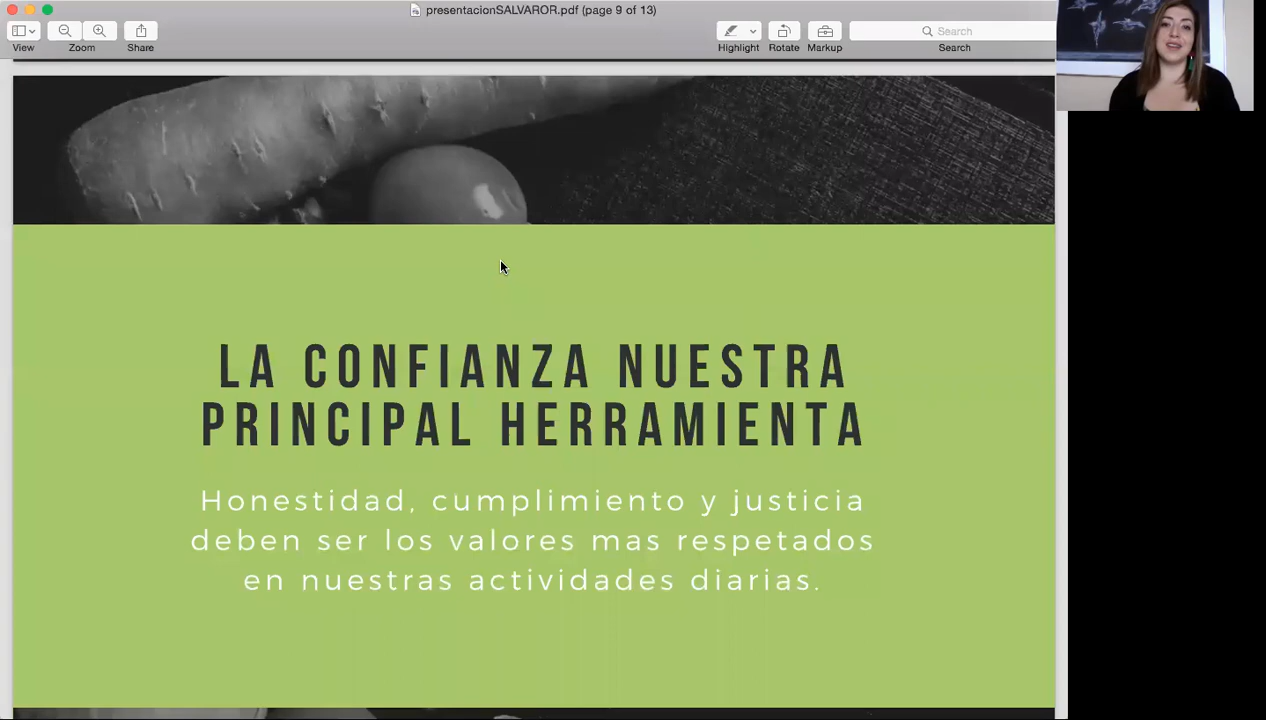 presentacionSALVAROR.pdf (page 9 of 13)
View Zoom Share Highlight Rotate Markup Search
Search
LA CONFIANZA NUESTRA
PRINCIPAL HERRAMIENTA
Honestidad, cumplimiento y justicia
deben ser los valores mas respetados
en nuestras actividades diarias.